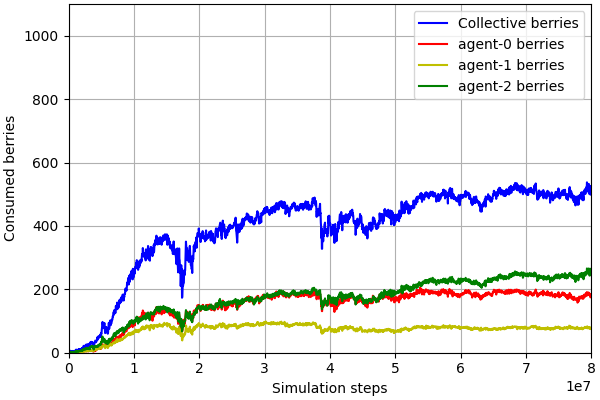 Collective berries
agent-0 berries
agent-1 berries
agent-2 berries
Consumed berries
1000
800
600
400
200
0
0 1 2 3 4 5 6 7 8
Simulation steps
1e7